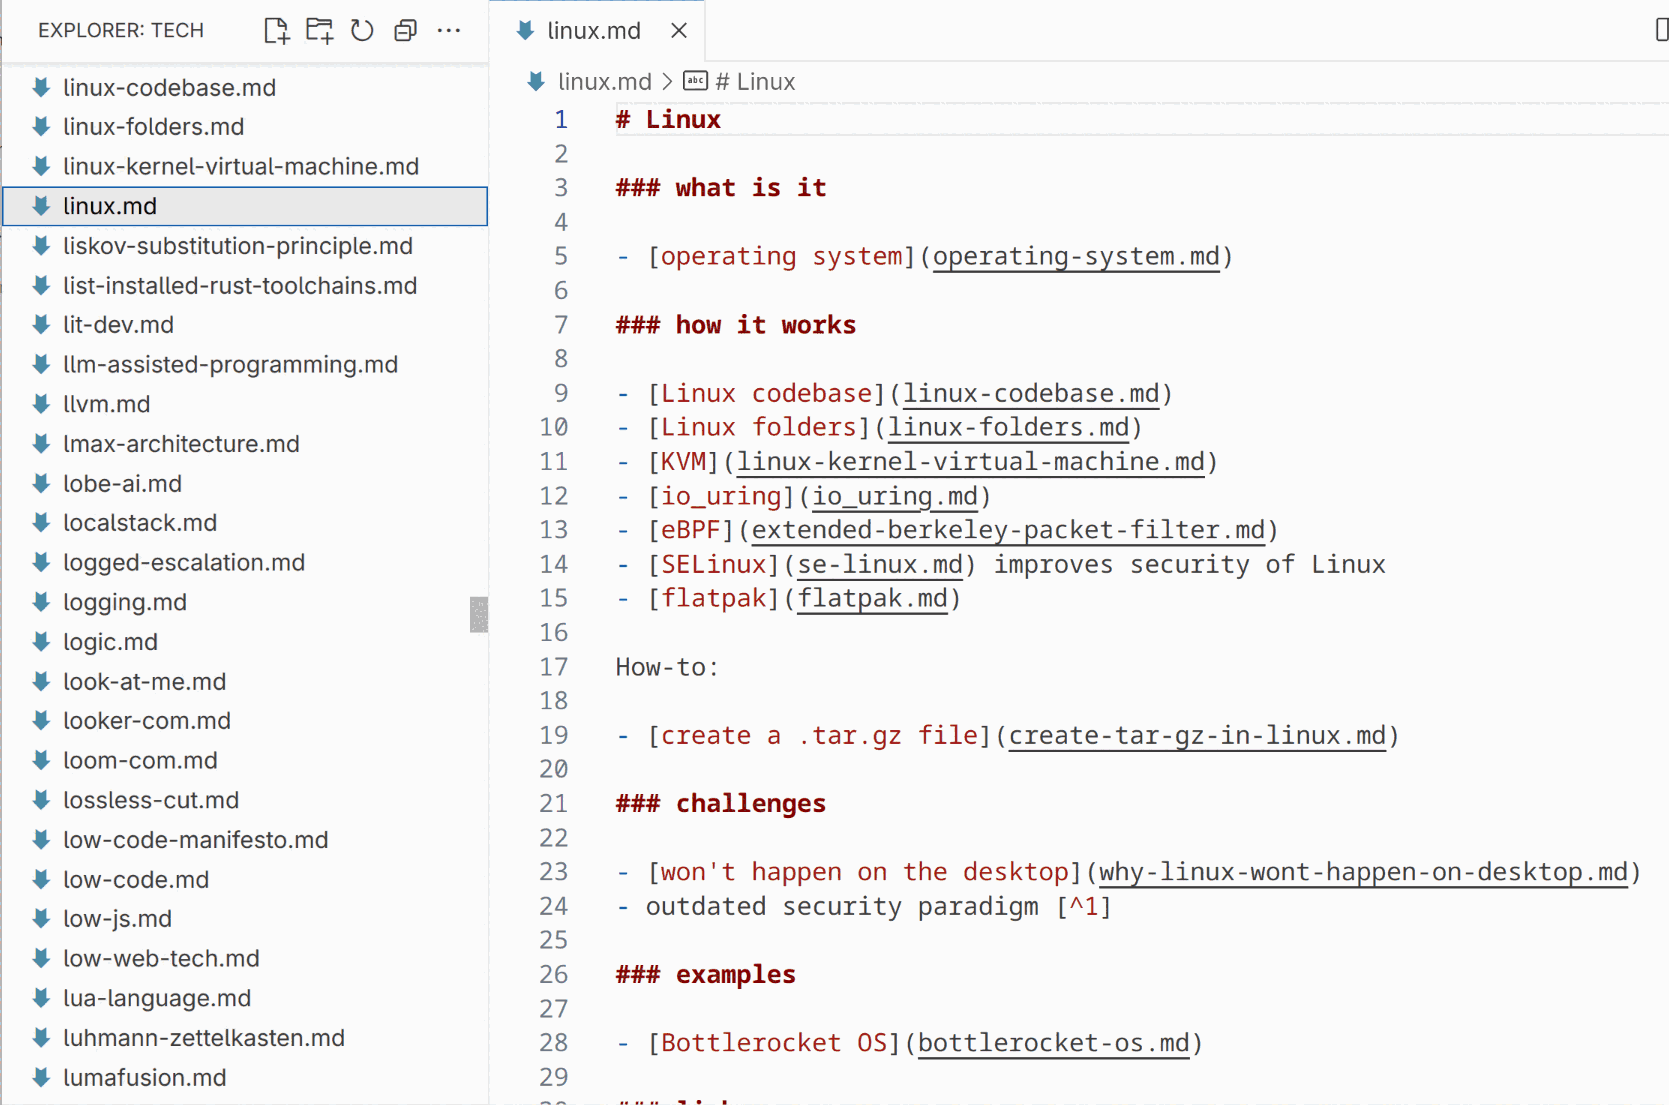 EXPLORER: TECH
linux-codebase.md
linux-folders.md
linux-kernel-virtual-machine.md
linux.md
liskov-substitution-principle.md
list-installed-rust-toolchains.md
lit-dev.md
llm-assisted-programming.md
llvm.md
lmax-architecture.md
lobe-ai.md
localstack.md
logged-escalation.md
logging.md
logic.md
look-at-me.md
looker-com.md
loom-com.md
lossless-cut.md
low-code-manifesto.md
low-code.md
low-js.md
low-web-tech.md
lua-language.md
luhmann-zettelkasten.md
lumafusion.md
linux.md
linux.md > abc # Linux
1 # Linux
2
3 ### what is it
4
5 - [operating system](operating-system.md)
6
7 ### how it works
8
9 - [Linux codebase](linux-codebase.md)
10 - [Linux folders](linux-folders.md)
11 - [KVM](linux-kernel-virtual-machine.md)
12 - [io_uring](io_uring.md)
13 - [eBPF](extended-berkeley-packet-filter.md)
14 - [SELinux](se-linux.md) improves security of Linux
15 - [flatpak](flatpak.md)
16
17 How-to:
18
19 - [create a .tar.gz file](create-tar-gz-in-linux.md)
20
21 ### challenges
22
23 - [won't happen on the desktop](why-linux-wont-happen-on-desktop.md)
24 - outdated security paradigm [^1]
25
26 ### examples
27
28 - [Bottlerocket OS](bottlerocket-os.md)
29